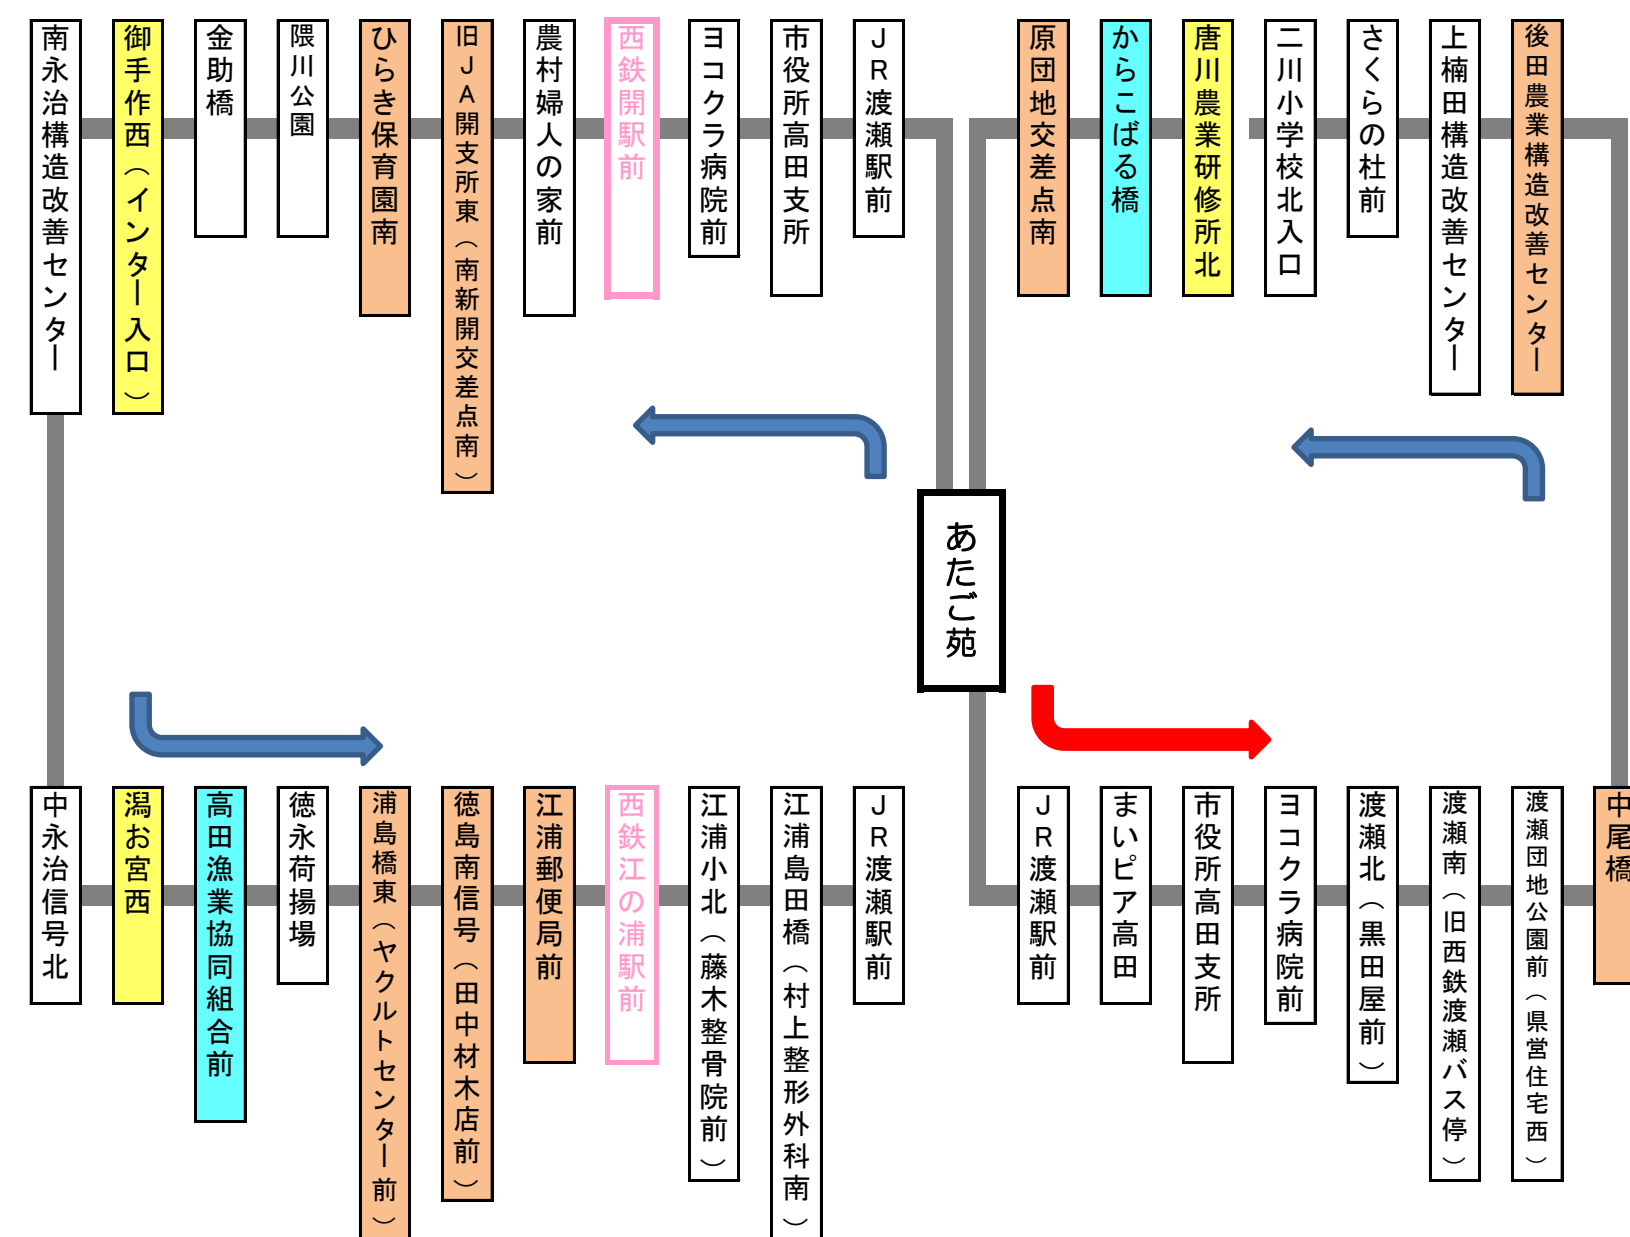 南永治構造改善センター
御手作西（インター入口）
金助橋
隈川公園
ひらき保育園南
旧ＪＡ開支所東（南新開交差点南）
農村婦人の家前
西鉄開駅前
ヨコクラ病院前
市役所高田支所
ＪＲ渡瀬駅前
原団地交差点南
からこばる橋
唐川農業研修所北
二川小学校北入口
さくらの杜前
上楠田構造改善センター
後田農業構造改善センター
あたご苑
中永治信号北
潟お宮西
高田漁業協同組合前
徳永荷揚場
浦島橋東（ヤクルトセンター前）
徳島南信号（田中材木店前）
江浦郵便局前
西鉄江の浦駅前
江浦小北（藤木整骨院前）
江浦島田橋（村上整形外科南）
ＪＲ渡瀬駅前
ＪＲ渡瀬駅前
まいピア高田
市役所高田支所
ヨコクラ病院前
渡瀬北（黒田屋前）
渡瀬南（旧西鉄渡瀬バス停）
渡瀬団地公園前（県営住宅西）
中尾橋